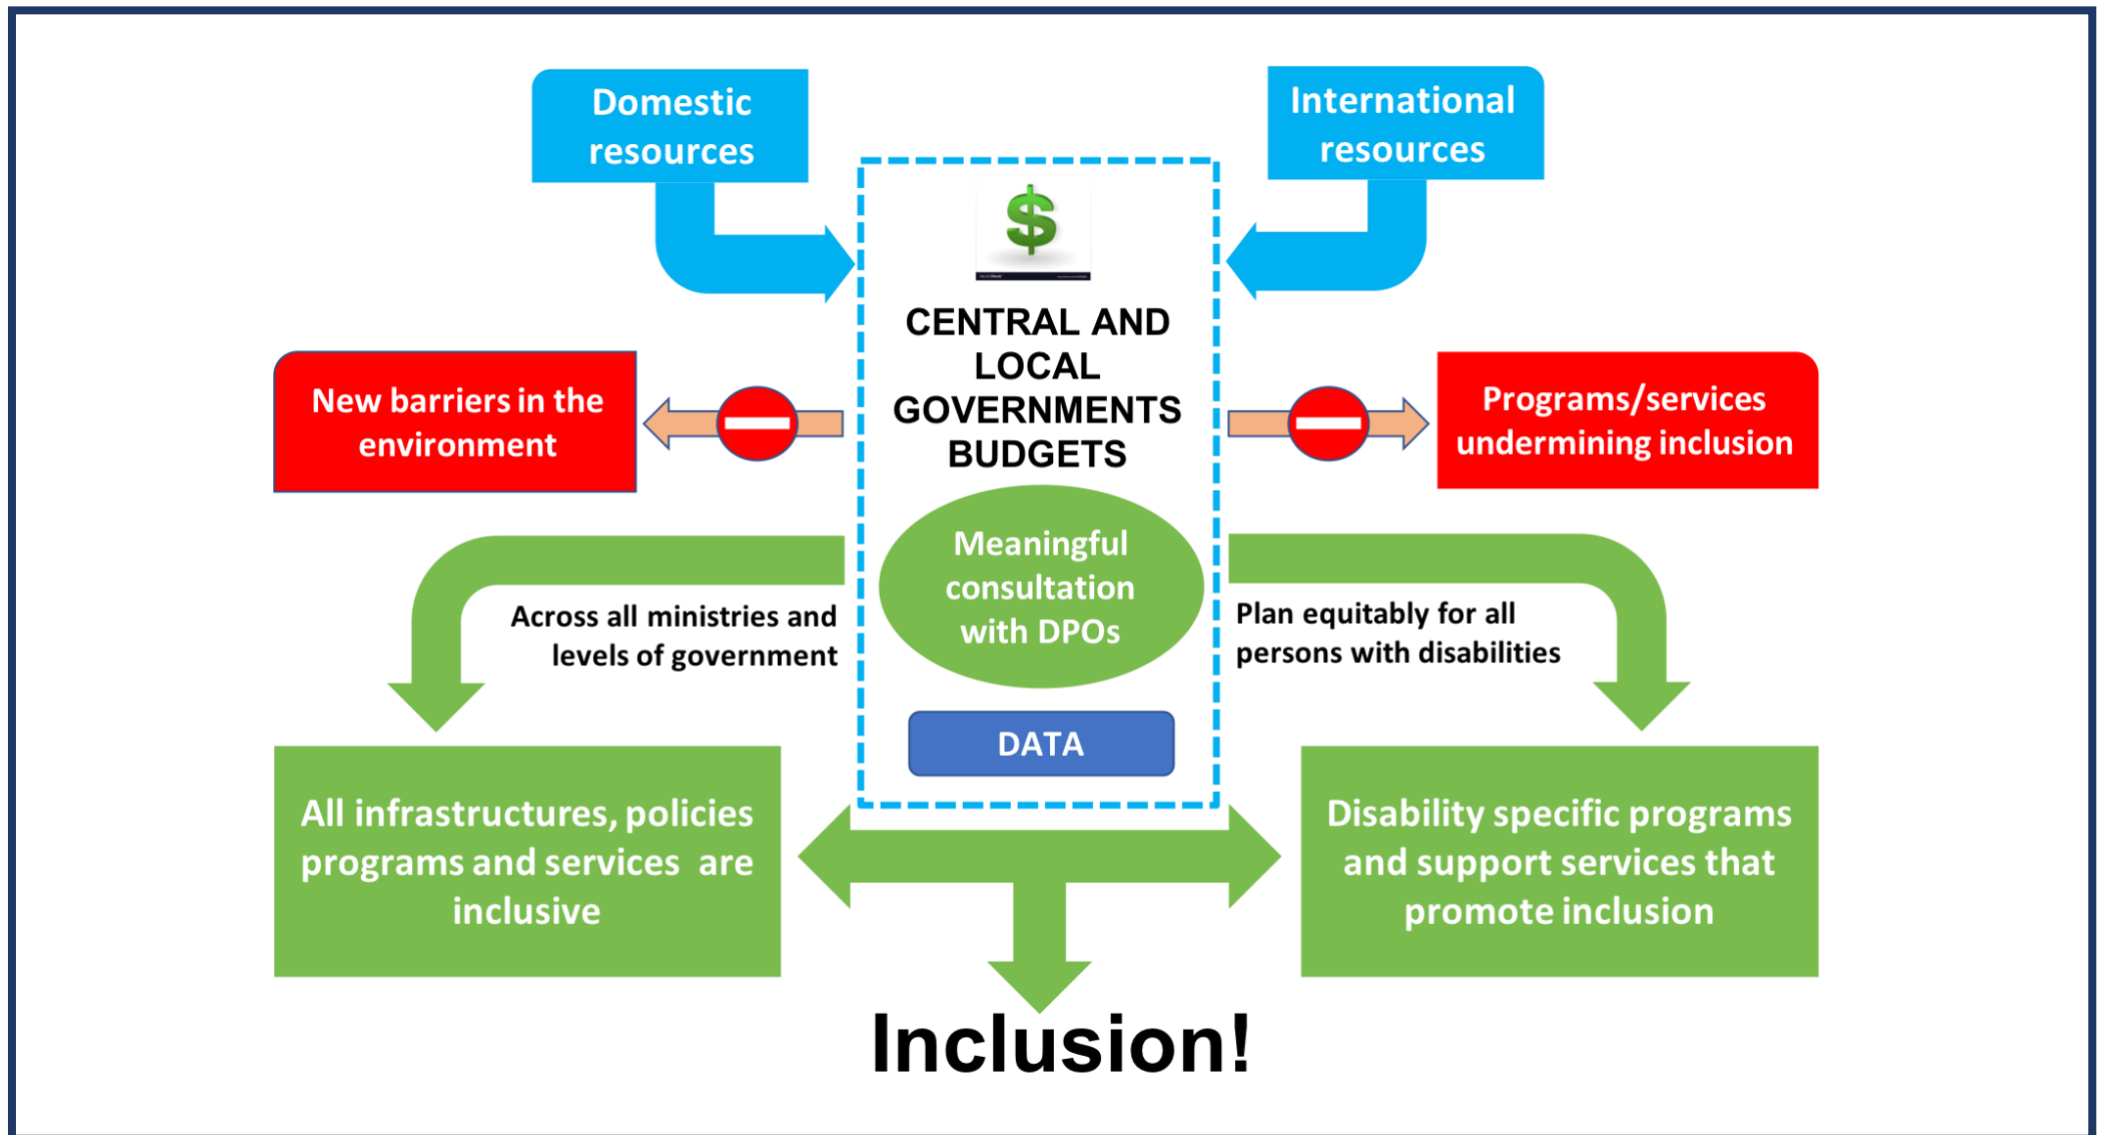 Domestic
resources
International
resources
CENTRAL AND
LOCAL
GOVERNMENTS
BUDGETS
New barriers in the
environment
Programs/services
undermining inclusion
Meaningful
consultation
with DPOs
Across all ministries and
levels of government
Plan equitably for all
persons with disabilities
DATA
All infrastructures, policies
programs and services are
inclusive
Disability specific programs
and support services that
promote inclusion
Inclusion!